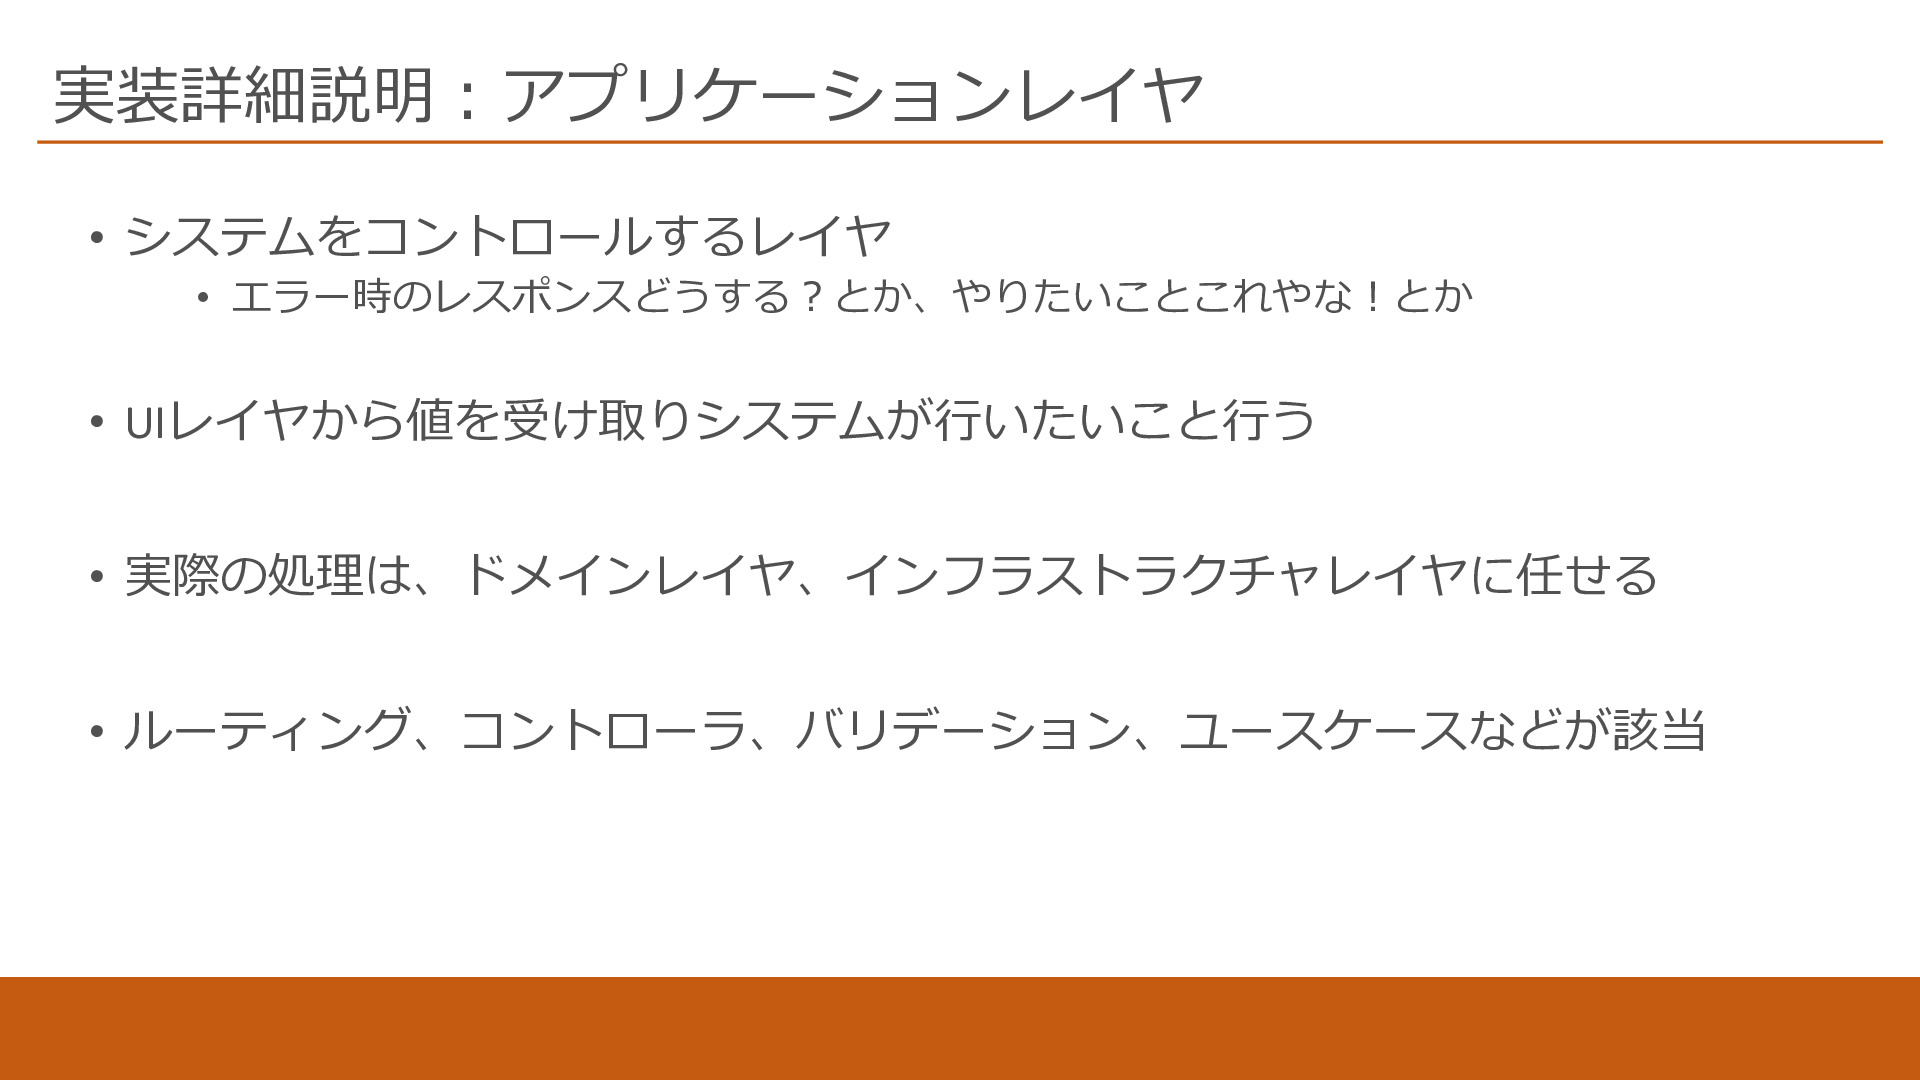 実装詳細説明：アプリケーションレイヤ
• システムをコントロールするレイヤ
• エラー時のレスポンスどうする？とか、やりたいことこれやな！とか
• UIレイヤから値を受け取りシステムが行いたいこと行う
• 実際の処理は、ドメインレイヤ、インフラストラクチャレイヤに任せる
• ルーティング、コントローラ、バリデーション、ユースケースなどが該当